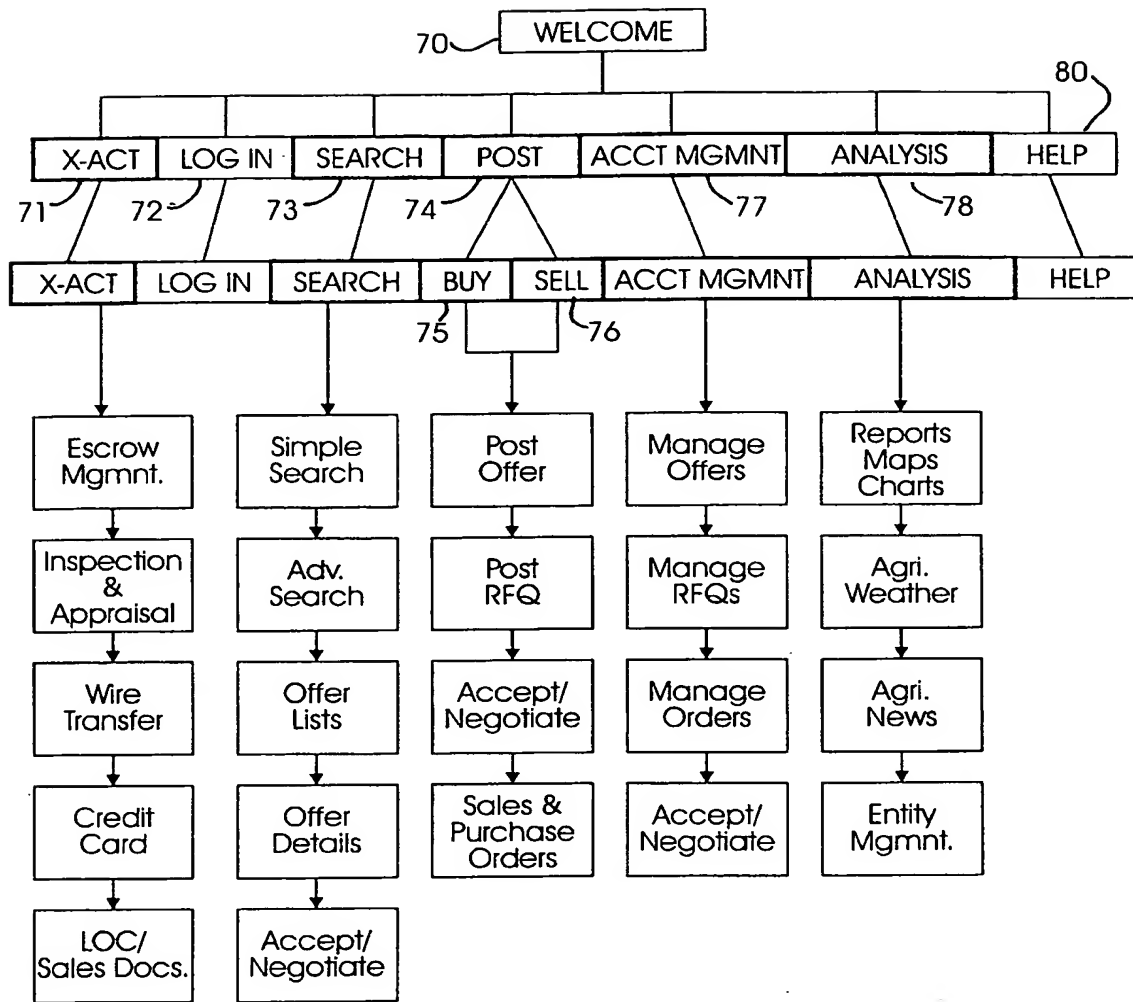 WELCOME
70
80
X-ACT LOG IN SEARCH POST ACCT MGMNT ANALYSIS HELP
71 72 73 74 77 78
X-ACT LOG IN SEARCH BUY SELL ACCT MGMNT ANALYSIS HELP
75 76
Escrow
Mgmnt.
Inspection
&
Appraisal
Wire
Transfer
Credit
Card
LOC/
Sales Docs.
Simple
Search
Adv.
Search
Offer
Lists
Offer
Details
Accept/
Negotiate
Post
Offer
Post
RFQ
Accept/
Negotiate
Sales &
Purchase
Orders
Manage
Offers
Manage
RFQs
Manage
Orders
Accept/
Negotiate
Reports
Maps
Charts
Agri.
Weather
Agri.
News
Entity
Mgmnt.